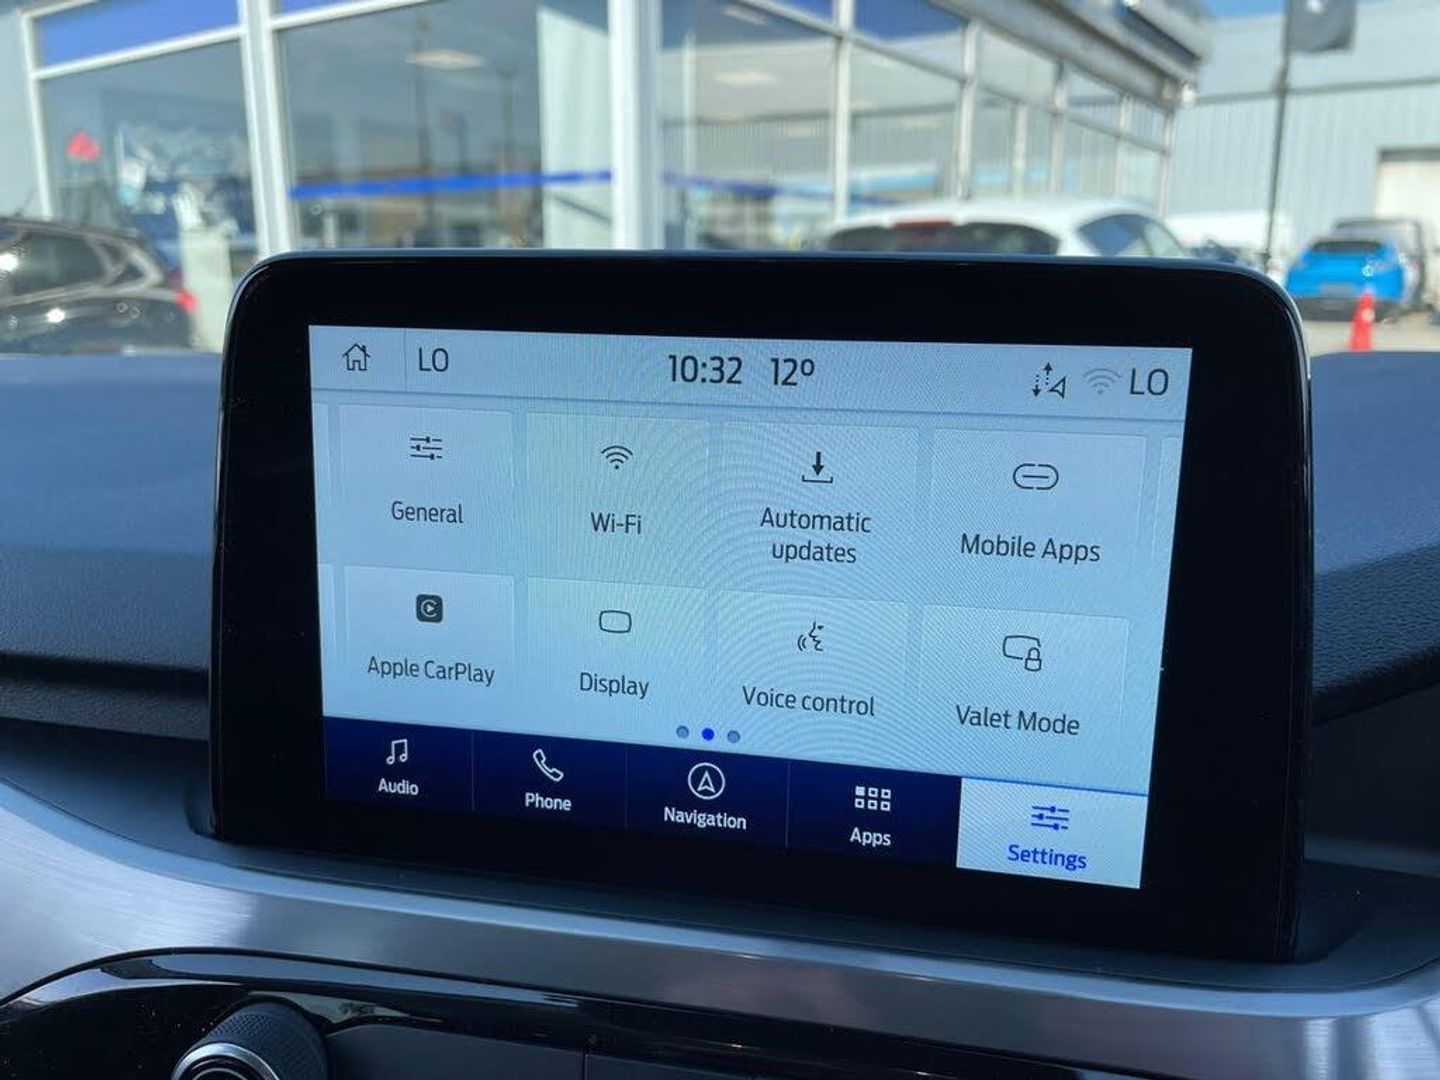 LO 10:32 12º LO
General
Wi-Fi
Automatic
updates
Mobile Apps
Apple CarPlay
Display
Voice control
Valet Mode
Audio
Phone
Navigation
Apps
Settings